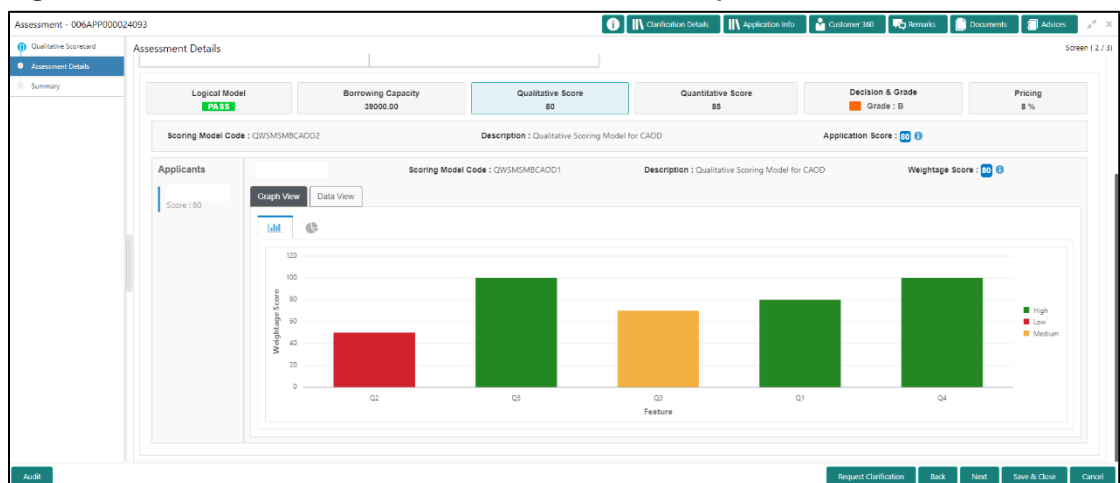 Assessment - 006APP000024093
Clarification Details
Application Info
Customer 360
Remarks
Documents
Advices
Qualitative Scorecard
Assessment Details
Summary
Assessment Details
Screen ( 2 / 3)
Logical Model
PASS
Borrowing Capacity
39000.00
Qualitative Score
80
Quantitative Score
85
Decision & Grade
Grade : B
Pricing
8 %
Scoring Model Code : QWSMSMBCAOD2
Description : Qualitative Scoring Model for CAOD
Application Score : 80
Applicants
Score : 80
Scoring Model Code : QWSMSMBCAOD1
Description : Qualitative Scoring Model for CAOD
Weightage Score : 80
Graph View
Data View
Weightage Score
120
100
80
60
40
20
0
Q2
Q5
Q3
Q1
Q4
Feature
High
Low
Medium
Audit
Request Clarification
Back
Next
Save & Close
Cancel